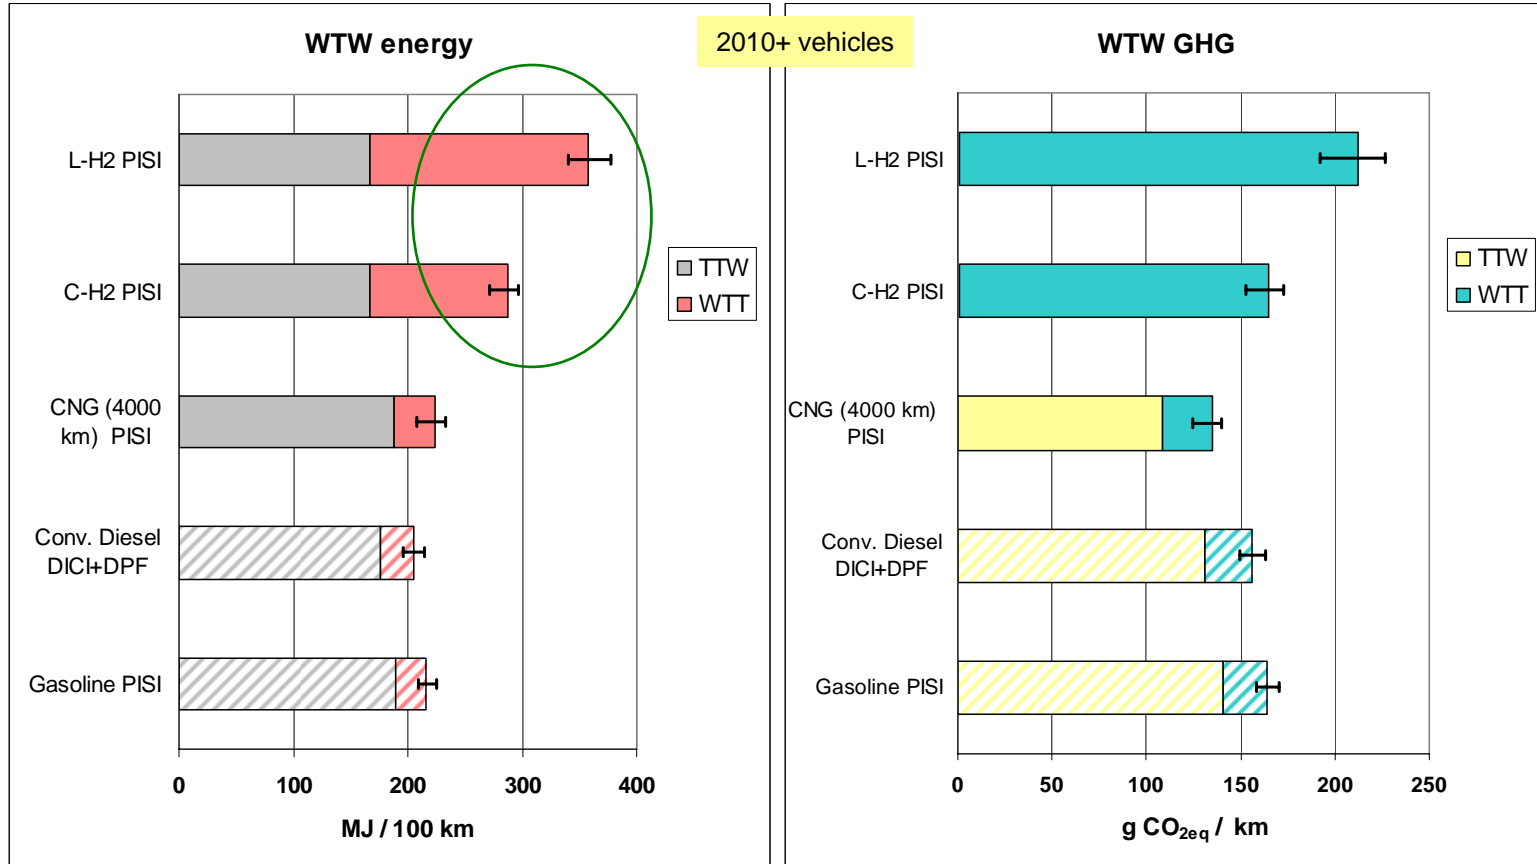 2010+ vehicles
WTW energy
L-H2 PISI
C-H2 PISI
CNG (4000
km) PISI
Conv. Diesel
DICI+DPF
Gasoline PISI
0 100 200 300 400
MJ / 100 km
TTW
WTT
WTW GHG
L-H2 PISI
C-H2 PISI
CNG (4000 km)
PISI
Conv. Diesel
DICI+DPF
Gasoline PISI
0 50 100 150 200 250
g CO2eq / km
TTW
WTT